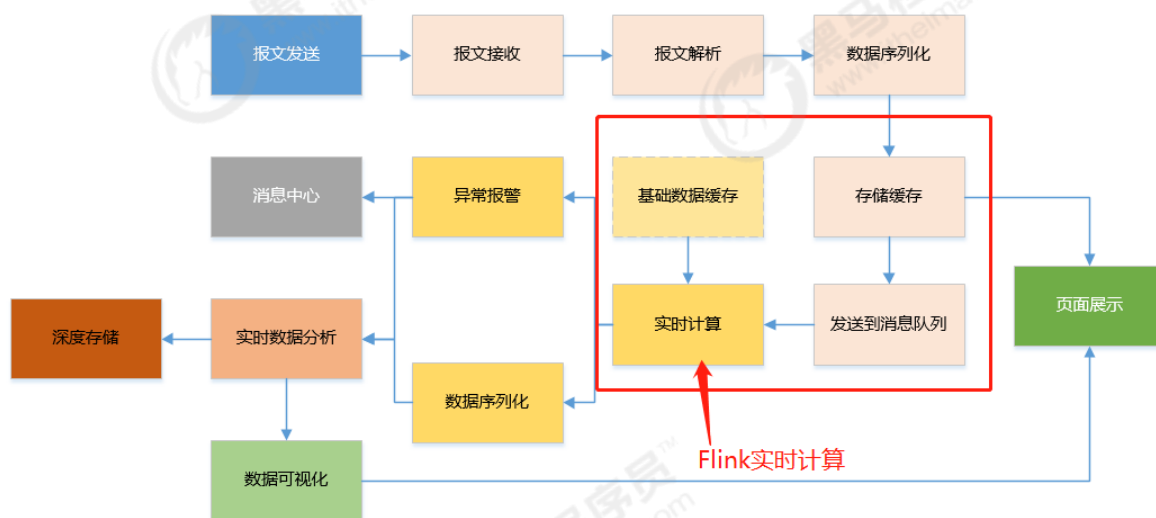 报文发送
报文接收
报文解析
数据序列化
消息中心
异常报警
基础数据缓存
存储缓存
深度存储
实时数据分析
实时计算
发送到消息队列
页面展示
数据序列化
数据可视化
Flink实时计算